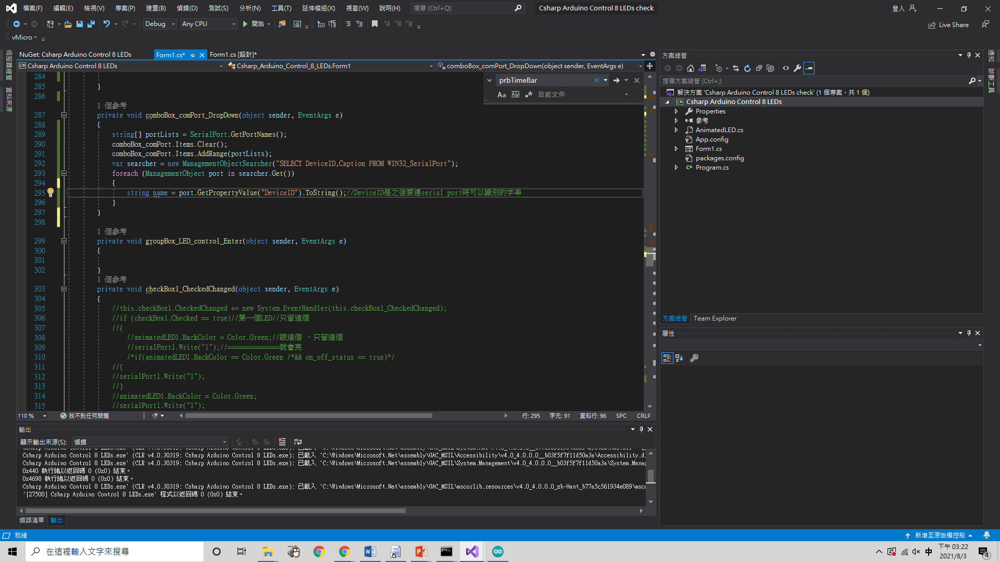 檔案(F) 編輯(E) 檢視(V) 專案(P) 建置(B) 偵錯(D) 測試(S) 分析(N) 工具(T) 延伸模組(X) 視窗(W) 說明(H) 搜尋 (Ctrl+Q) Csharp Arduino Control 8 LEDs check 登入
Debug Any CPU 開始 Live Share
vMicro
伺服器總管
資料來源
NuGet: Csharp Arduino Control 8 LEDs Form1.cs* Form1.cs [設計]*
Csharp Arduino Control 8 LEDs Csharp_Arduino_Control_8_LEDs.Form1 comboBox_comPort_DropDown(object sender, EventArgs e)
prbTimeBar
Aa Ab 目前文件
284
285 }
286
1 個參考
287 private void comboBox_comPort_DropDown(object sender, EventArgs e)
288 {
289 string[] portLists = SerialPort.GetPortNames();
290 comboBox_comPort.Items.Clear();
291 comboBox_comPort.Items.AddRange(portLists);
292 var searcher = new ManagementObjectSearcher("SELECT DeviceID,Caption FROM WIN32_SerialPort");
293 foreach (ManagementObject port in searcher.Get())
294 {
295 string name = port.GetPropertyValue("DeviceID").ToString();//DeviceID是之後要連serial port時可以識別的字串
296 }
297 }
298
1 個參考
299 private void groupBox_LED_control_Enter(object sender, EventArgs e)
300 {
301
302 }
1 個參考
303 private void checkBox1_CheckedChanged(object sender, EventArgs e)
304 {
305 //this.checkBox1.CheckedChanged += new System.EventHandler(this.checkBox1_CheckedChanged);
306 //if (checkBox1.Checked == true)//第一個LED//只留這個
307 //{
308 //animatedLED1.BackColor = Color.Green;//跟這個 ，只留這個
309 //serialPort1.Write("1");//==============就會亮
310 /*if(animatedLED1.BackColor == Color.Green /*&& on_off_status == true)*/
311 //{
312 //serialPort1.Write("1");
313 //}
314 //animatedLED1.BackColor = Color.Green;
315 //serialPort1.Write("1");
110 % 找不到任何問題 行: 295 字元: 91 資料行: 96 SPC CRLF
輸出
顯示輸出來源(S): 偵錯
Csharp Arduino Control 8 LEDs.exe' (CLR v4.0.30319: Csharp Arduino Control 8 LEDs.exe): 已載入 'C:\Windows\Microsoft.Net\assembly\GAC_MSIL\Accessibility\v4.0_4.0.0.0__b03f5f7f11d50a3a\Accessibility.d
Csharp Arduino Control 8 LEDs.exe' (CLR v4.0.30319: Csharp Arduino Control 8 LEDs.exe): 已載入 'C:\Windows\Microsoft.Net\assembly\GAC_MSIL\System.Management\v4.0_4.0.0.0__b03f5f7f11d50a3a\System.Manag
0x440 執行緒以返回碼 0 (0x0) 結束。
0x4698 執行緒以返回碼 0 (0x0) 結束。
Csharp Arduino Control 8 LEDs.exe' (CLR v4.0.30319: Csharp Arduino Control 8 LEDs.exe): 已載入 'C:\Windows\Microsoft.Net\assembly\GAC_MSIL\mscorlib.resources\v4.0_4.0.0.0_zh-Hant_b77a5c561934e089\msco
'[27500] Csharp Arduino Control 8 LEDs.exe' 程式以返回碼 0 (0x0) 結束。
錯誤清單 輸出
方案總管
搜尋方案總管 (Ctrl+;)
解決方案 'Csharp Arduino Control 8 LEDs check' (1 個專案，共 1 個)
Csharp Arduino Control 8 LEDs
Properties
參考
AnimatedLED.cs
App.config
Form1.cs
packages.config
Program.cs
方案總管 Team Explorer
屬性
通知
診斷工具
就緒 新增至原始檔控制
在這裡輸入文字來搜尋 中 下午 03:22
2021/8/3
4